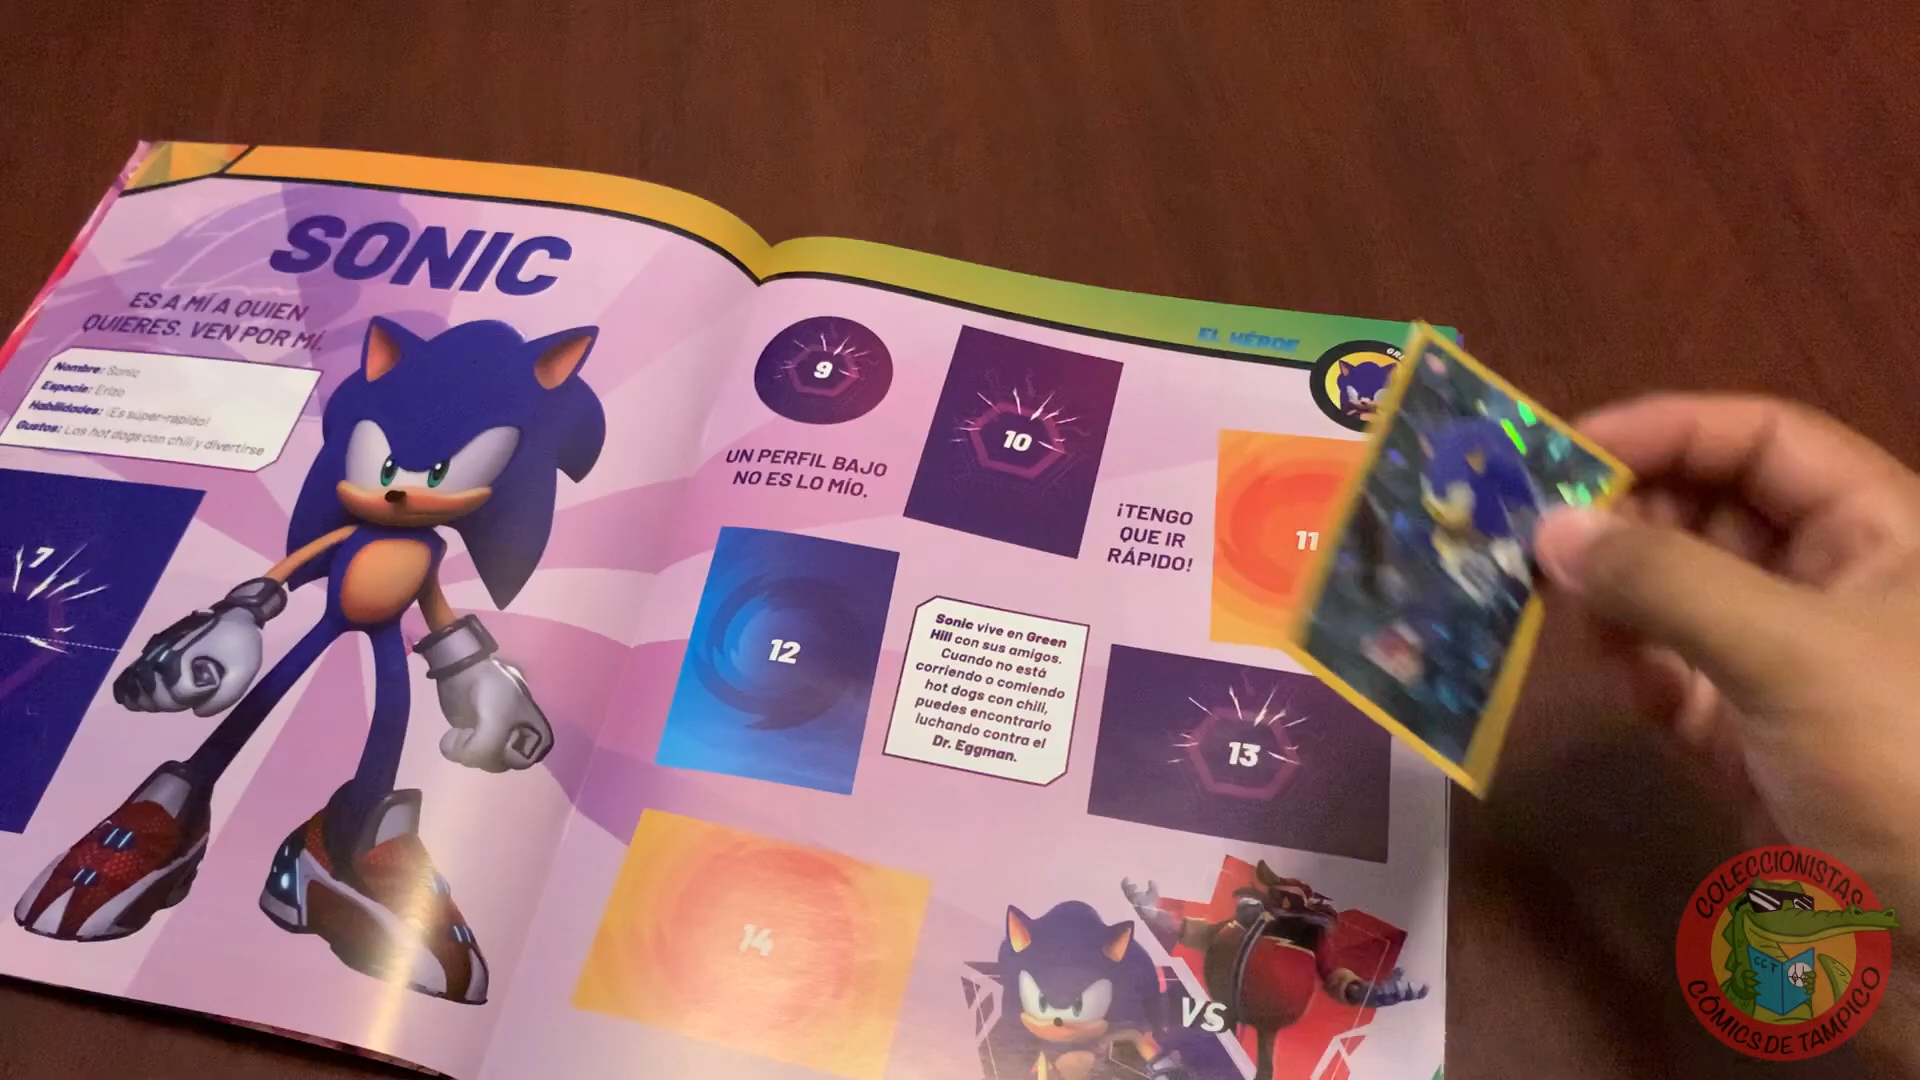 SONIC
ES A MÍ A QUIEN
QUIERES. VEN POR MÍ.
Nombre: Sonic
Especie: Erizo
Habilidades: ¡Es súper-rápido!
Gustos: Los hot dogs con chili y divertirse
7
EL HÉROE
9
10
UN PERFIL BAJO
NO ES LO MÍO.
¡TENGO
QUE IR
RÁPIDO!
11
12
Sonic vive en Green
Hill con sus amigos.
Cuando no está
corriendo o comiendo
hot dogs con chili,
puedes encontrarlo
luchando contra el
Dr. Eggman.
13
14
VS
COLECCIONISTAS
CCT
CÓMICS DE TAMPICO